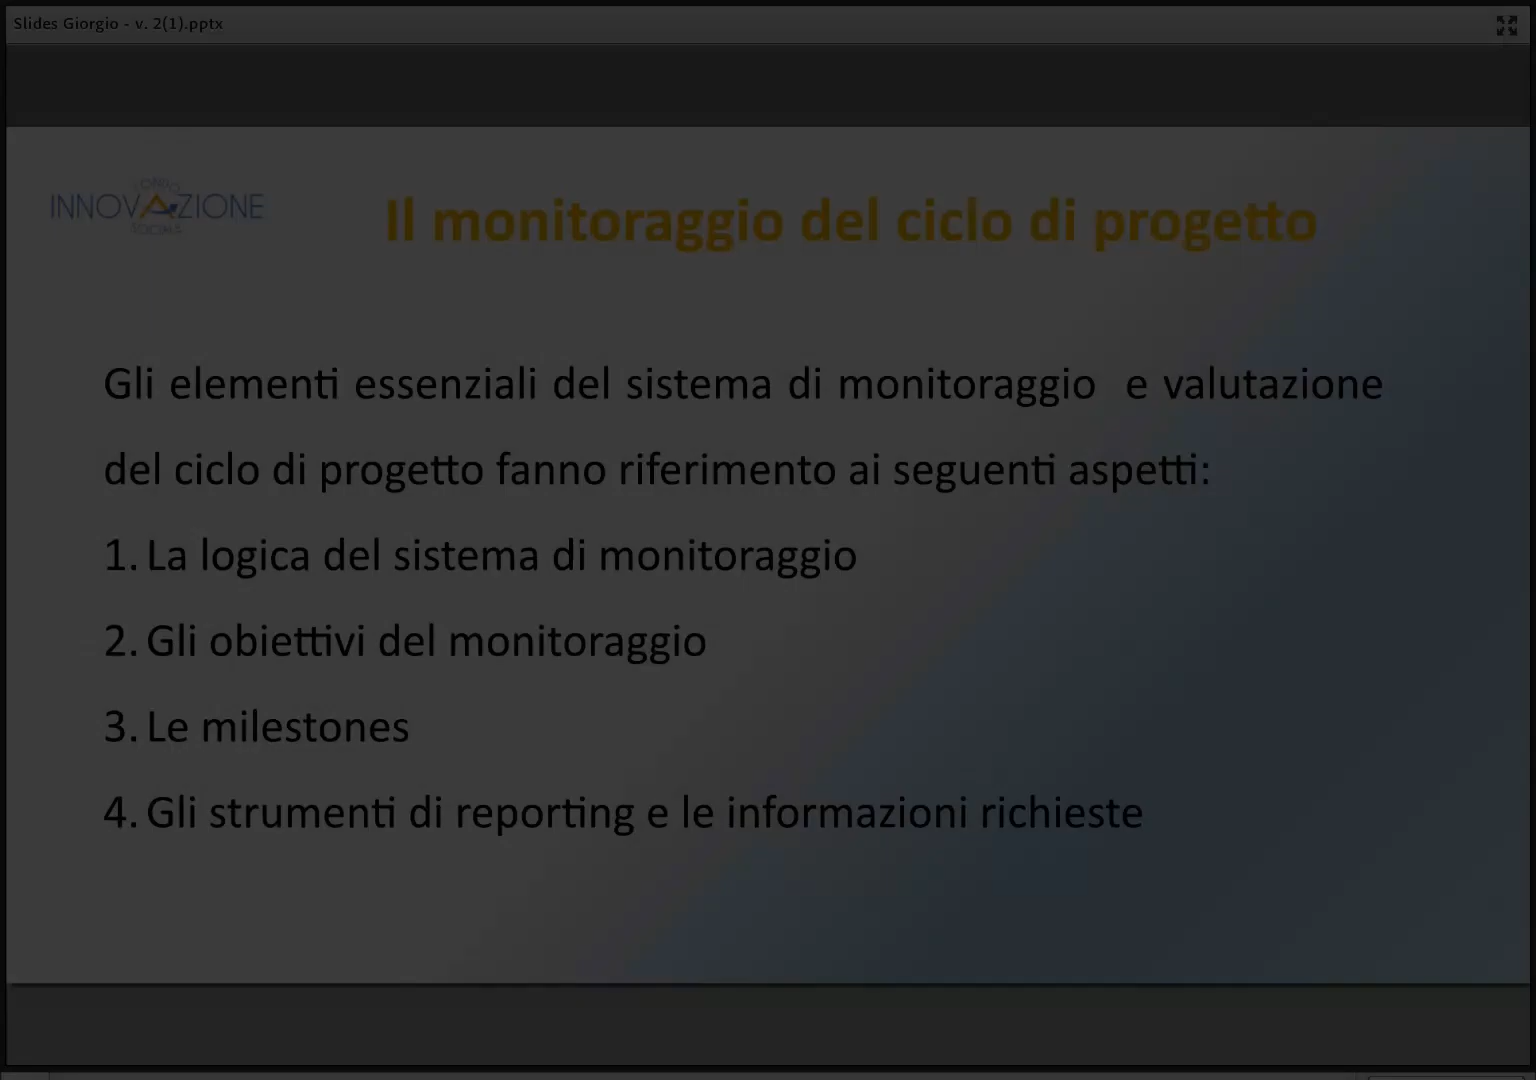 Slides Giorgio - v. 2(1).pptx
FONDO
INNOVAZIONE
SOCIALE
Il monitoraggio del ciclo di progetto
Gli elementi essenziali del sistema di monitoraggio e valutazione
del ciclo di progetto fanno riferimento ai seguenti aspetti:
1. La logica del sistema di monitoraggio
2. Gli obiettivi del monitoraggio
3. Le milestones
4. Gli strumenti di reporting e le informazioni richieste